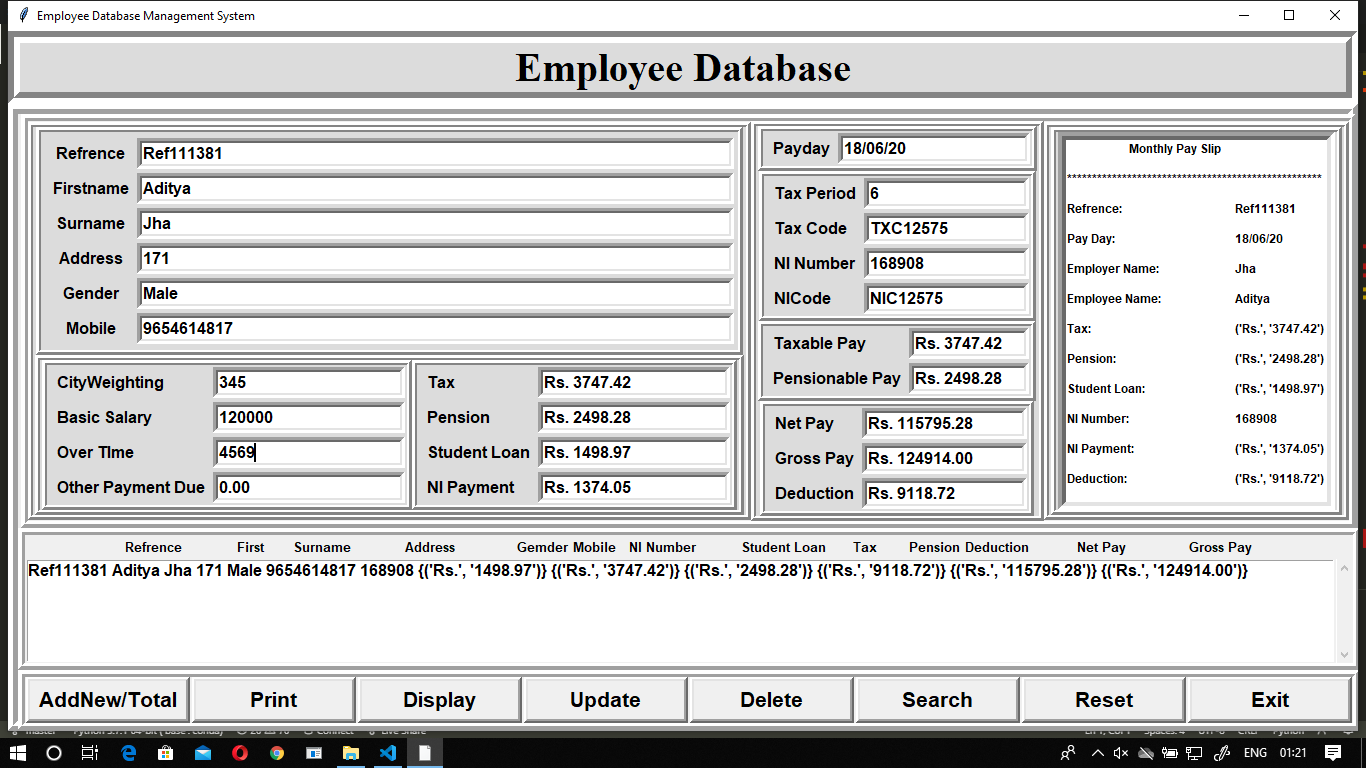 Employee Database Management System
Employee Database
Refrence Ref111381
Firstname Aditya
Surname Jha
Address 171
Gender Male
Mobile 9654614817
CityWeighting 345
Basic Salary 120000
Over TIme 4569
Other Payment Due 0.00
Tax Rs. 3747.42
Pension Rs. 2498.28
Student Loan Rs. 1498.97
NI Payment Rs. 1374.05
Payday 18/06/20
Tax Period 6
Tax Code TXC12575
NI Number 168908
NICode NIC12575
Taxable Pay Rs. 3747.42
Pensionable Pay Rs. 2498.28
Net Pay Rs. 115795.28
Gross Pay Rs. 124914.00
Deduction Rs. 9118.72
Monthly Pay Slip
***************************************************
Refrence: Ref111381
Pay Day: 18/06/20
Employer Name: Jha
Employee Name: Aditya
Tax: ('Rs.', '3747.42')
Pension: ('Rs.', '2498.28')
Student Loan: ('Rs.', '1498.97')
NI Number: 168908
NI Payment: ('Rs.', '1374.05')
Deduction: ('Rs.', '9118.72')
Refrence First Surname Address Gemder Mobile NI Number Student Loan Tax Pension Deduction Net Pay Gross Pay
Ref111381 Aditya Jha 171 Male 9654614817 168908 {('Rs.', '1498.97')} {('Rs.', '3747.42')} {('Rs.', '2498.28')} {('Rs.', '9118.72')} {('Rs.', '115795.28')} {('Rs.', '124914.00')}
AddNew/Total Print Display Update Delete Search Reset Exit
ENG 01:21